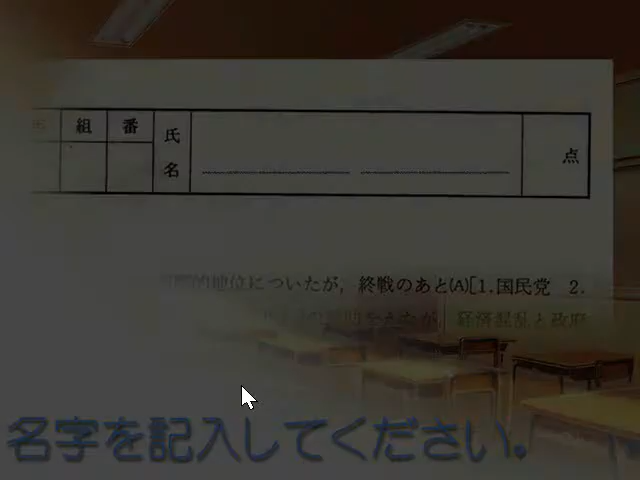 組 番 氏名 点
的地位についたが, 終戦のあと(A)[1.国民党 2.
経済混乱と政府
名字を記入してください.